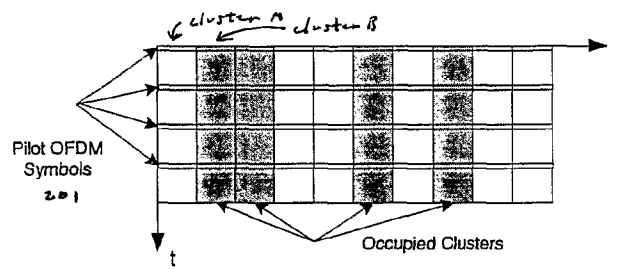 cluster A
cluster B
Pilot OFDM
Symbols
201
Occupied Clusters
t